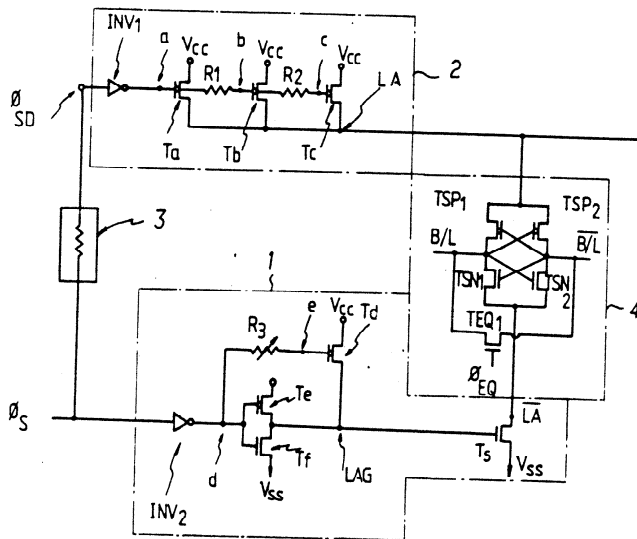 INV1
a
VCC
b
VCC
c
VCC
R1
R2
LA
2
ØSD
Ta
Tb
Tc
3
TSP1
TSP2
B/L
B/L
TSN1
TSN2
1
4
VCC
Td
R3
e
TEQ1
ØEQ
Te
ØS
LA
d
Tf
LAG
TS
VSS
VSS
INV2